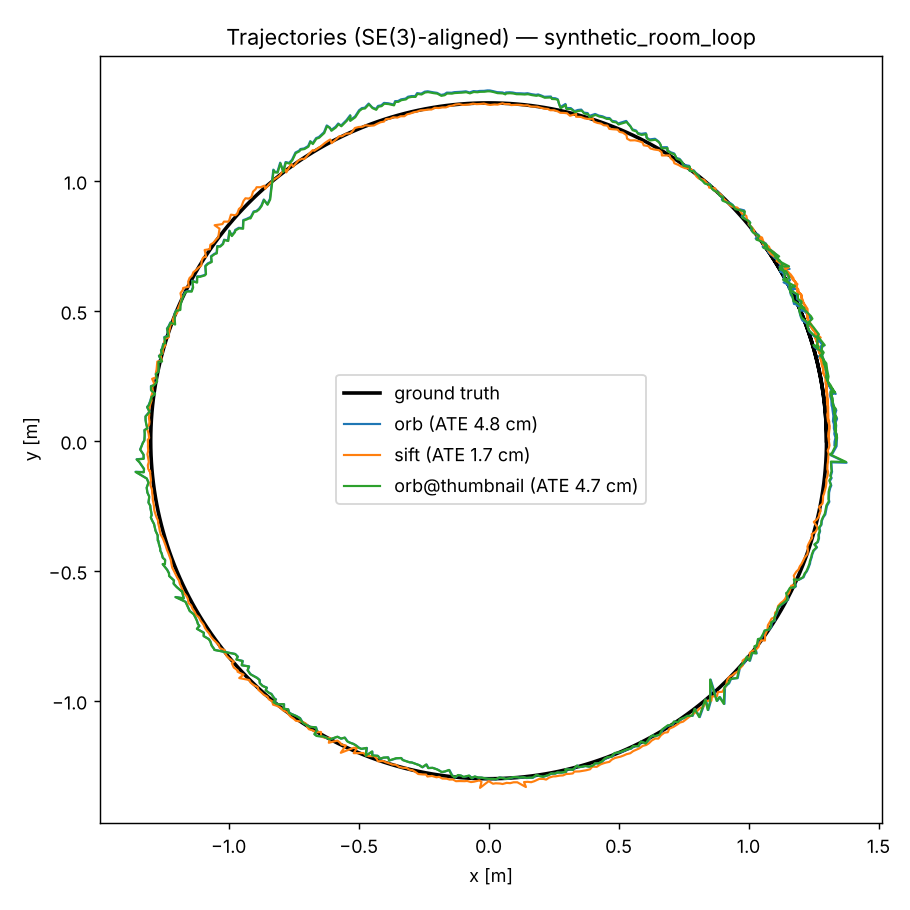 Trajectories (SE(3)-aligned) — synthetic_room_loop
y [m]
1.0
0.5
0.0
−0.5
−1.0
ground truth
orb (ATE 4.8 cm)
sift (ATE 1.7 cm)
orb@thumbnail (ATE 4.7 cm)
−1.0 −0.5 0.0 0.5 1.0 1.5
x [m]